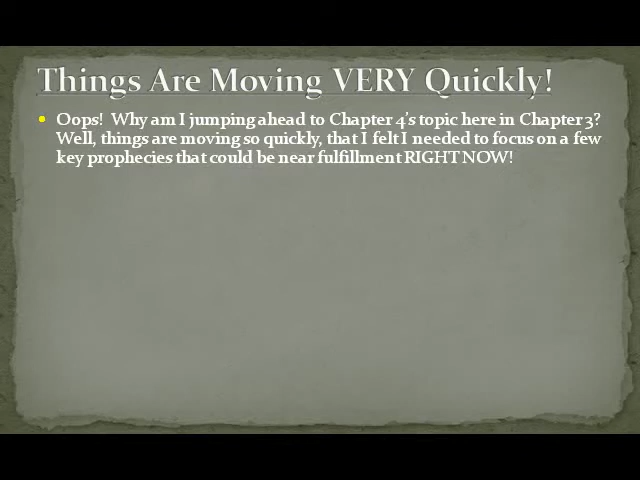 Things Are Moving VERY Quickly!
• Oops!  Why am I jumping ahead to Chapter 4's topic here in Chapter 3?
Well, things are moving so quickly, that I felt I needed to focus on a few
key prophecies that could be near fulfillment RIGHT NOW!